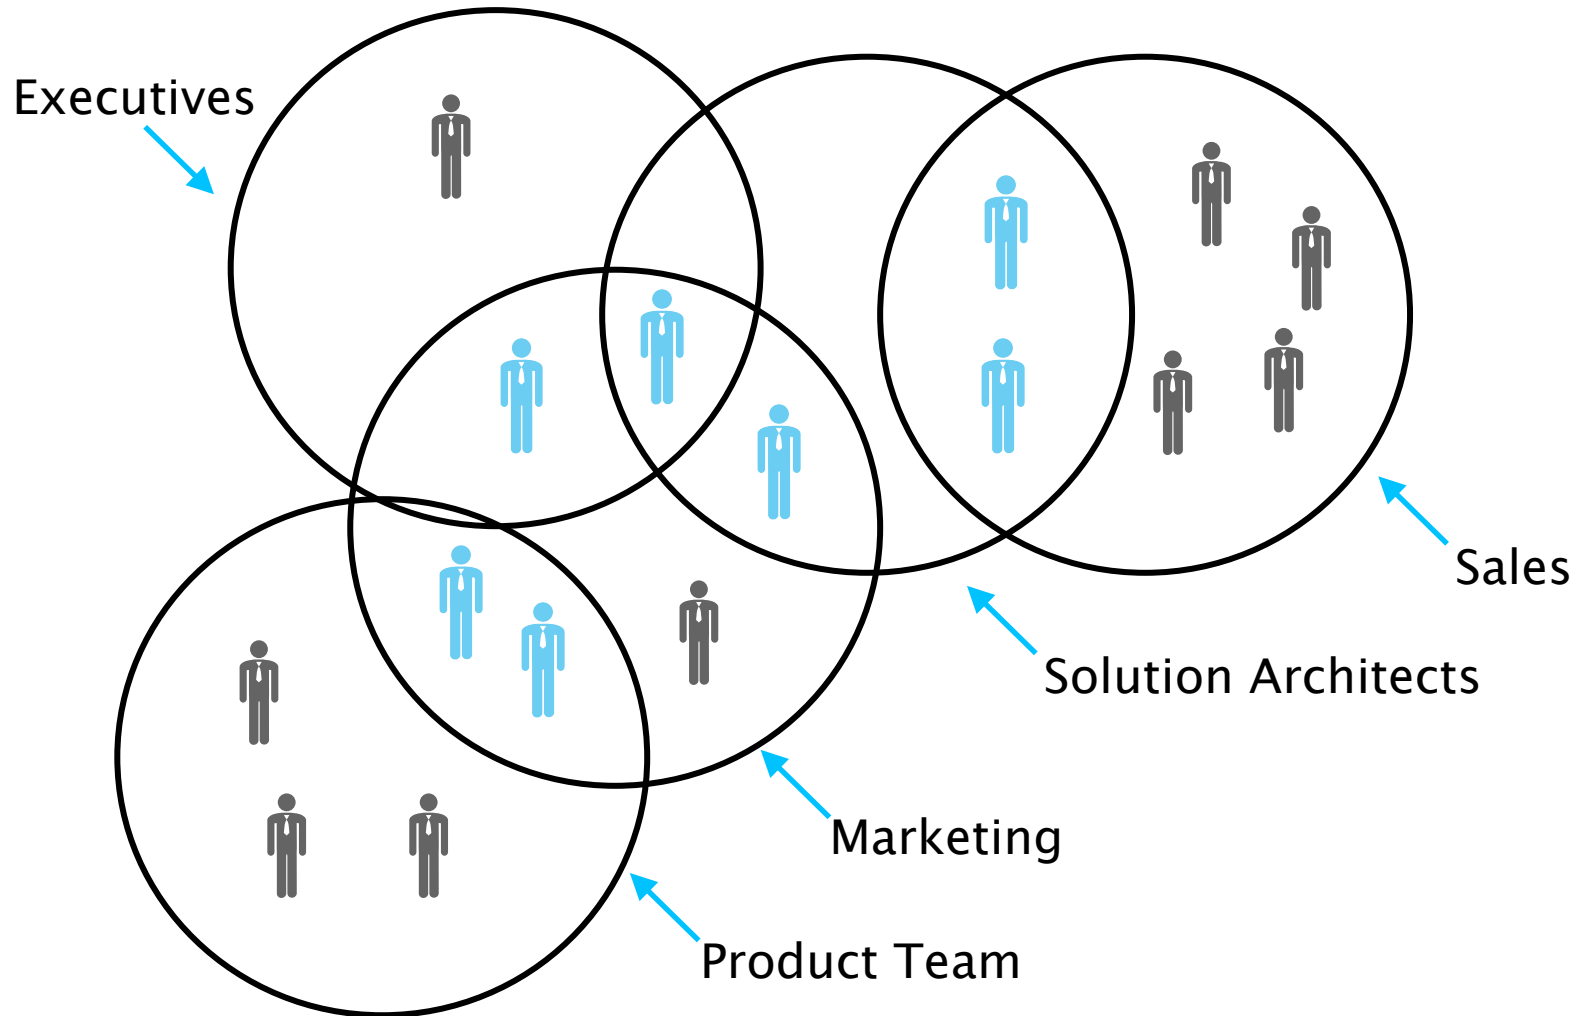 Executives
Sales
Solution Architects
Marketing
Product Team